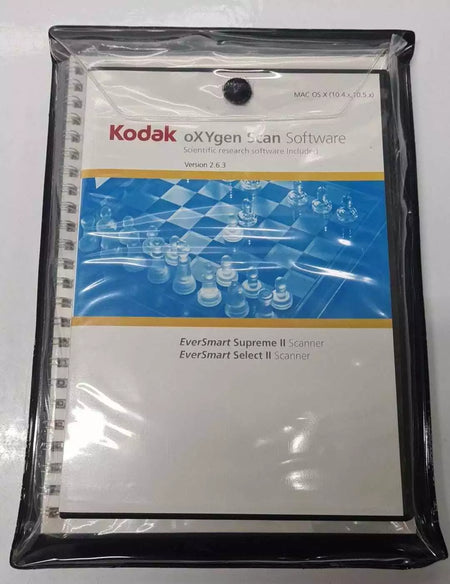 MAC OS X (10.4.x 10.5.x)
Kodak oXYgen Scan Software
Scientific research software included
Version 2.6.3
EverSmart Supreme II Scanner
EverSmart Select II Scanner